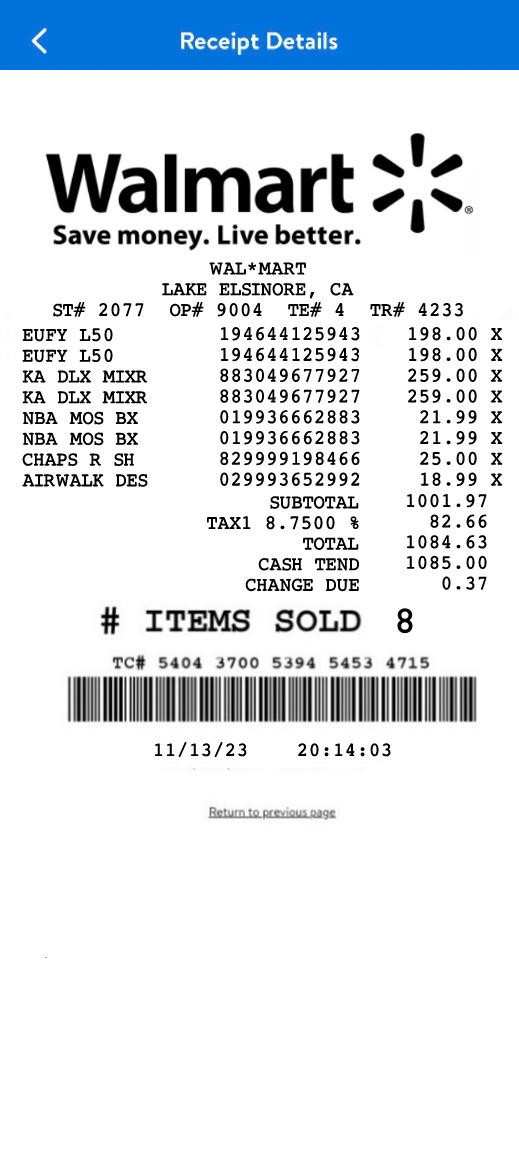 Receipt Details
Walmart
Save money. Live better.
WAL*MART
LAKE ELSINORE, CA
ST# 2077 OP# 9004 TE# 4 TR# 4233
EUFY L50 194644125943 198.00 X
EUFY L50 194644125943 198.00 X
KA DLX MIXR 883049677927 259.00 X
KA DLX MIXR 883049677927 259.00 X
NBA MOS BX 019936662883 21.99 X
NBA MOS BX 019936662883 21.99 X
CHAPS R SH 829999198466 25.00 X
AIRWALK DES 029993652992 18.99 X
SUBTOTAL 1001.97
TAX1 8.7500 % 82.66
TOTAL 1084.63
CASH TEND 1085.00
CHANGE DUE 0.37
# ITEMS SOLD 8
TC# 5404 3700 5394 5453 4715
11/13/23 20:14:03
Return to previous page